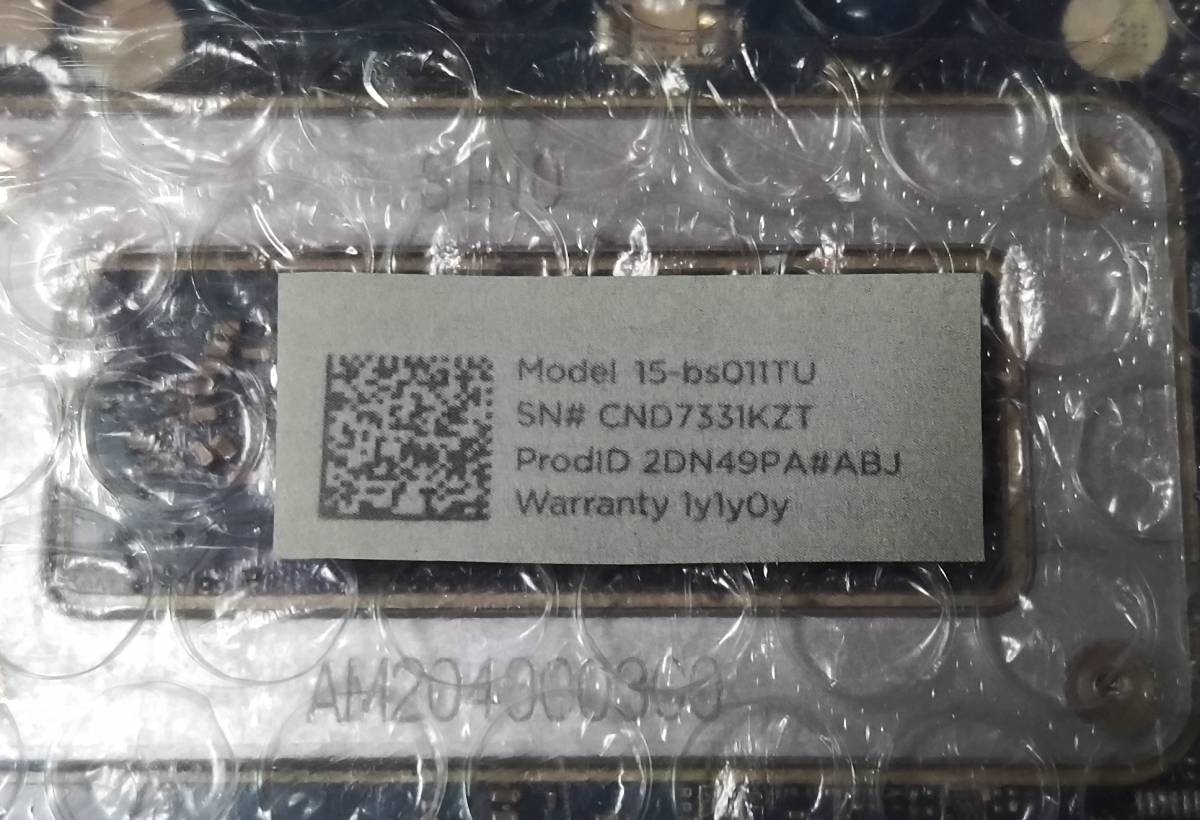 Model 15-bs011TU
SN# CND7331KZT
ProdID 2DN49PA#ABJ
Warranty 1y1y0y